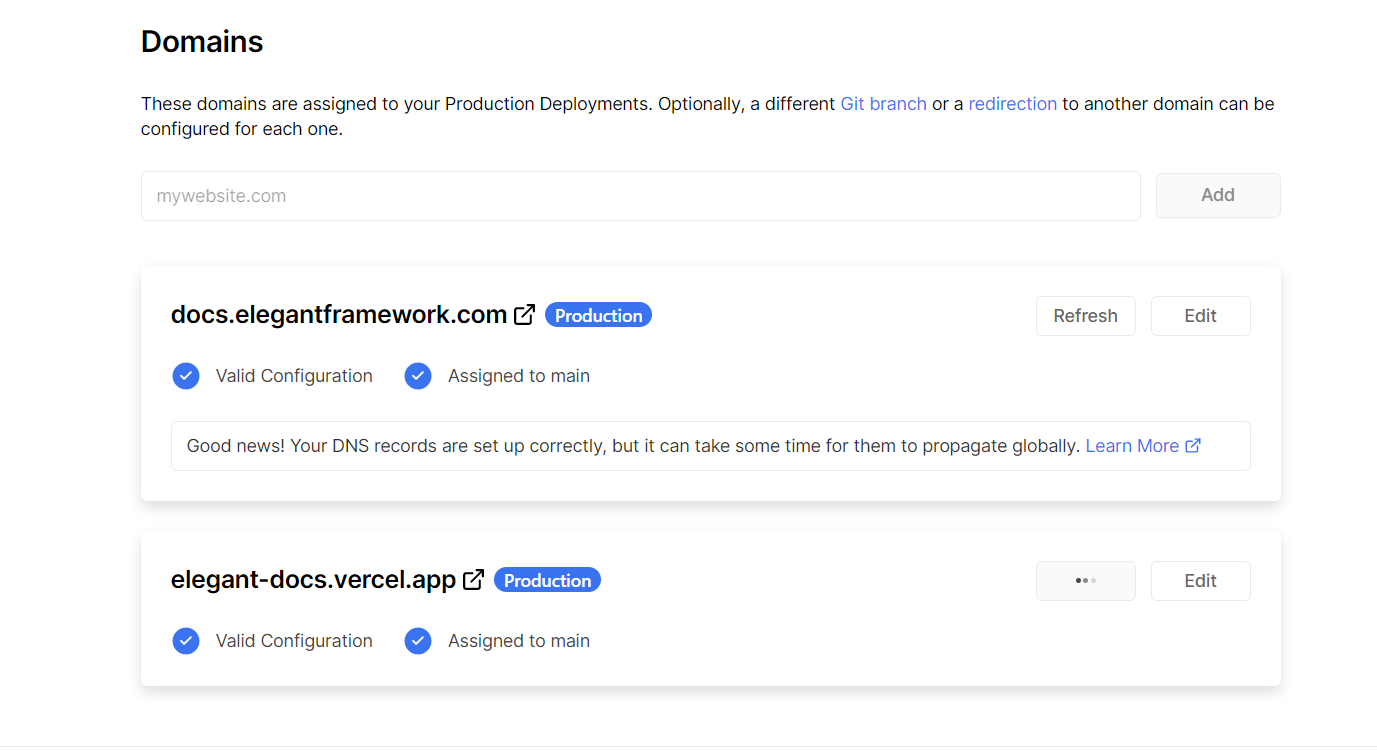 Domains
These domains are assigned to your Production Deployments. Optionally, a different Git branch or a redirection to another domain can be
configured for each one.
mywebsite.com
Add
docs.elegantframework.com Production
Refresh
Edit
Valid Configuration
Assigned to main
Good news! Your DNS records are set up correctly, but it can take some time for them to propagate globally. Learn More
elegant-docs.vercel.app Production
Edit
Valid Configuration
Assigned to main